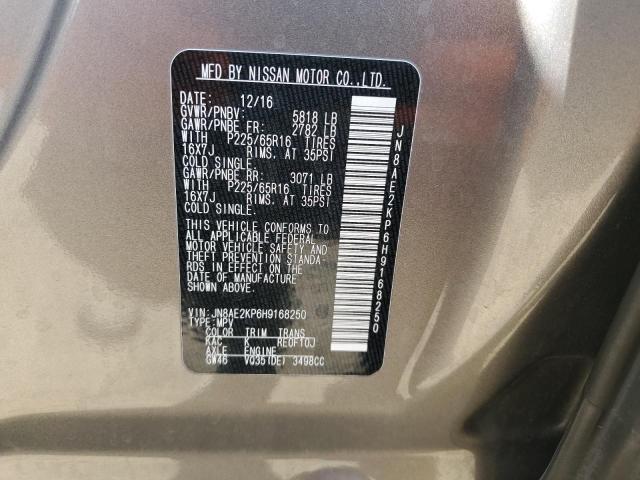 MFD BY NISSAN MOTOR CO.,LTD.
DATE: 12/16
GVWR/PNBV: 5818 LB
GAWR/PNBE FR: 2782 LB
WITH P225/65R16 TIRES
16X7J RIMS. AT 35PSI
COLD SINGLE.
GAWR/PNBE RR: 3071 LB
WITH P225/65R16 TIRES
16X7J RIMS. AT 35PSI
COLD SINGLE.
THIS VEHICLE CONFORMS TO
ALL APPLICABLE FEDERAL
MOTOR VEHICLE SAFETY AND
THEFT PREVENTION STANDA-
RDS IN EFFECT ON THE
DATE OF MANUFACTURE
SHOWN ABOVE.
VIN: JN8AE2KP6H9168250
TYPE: MPV
COLOR TRIM TRANS
KAC K RE0F10J
AXLE ENGINE
GW46 VQ35(DE) 3498CC
JN8AE2KP6H9168250